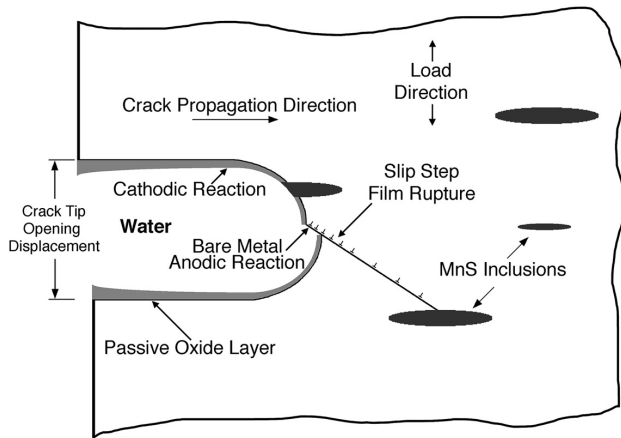 Load
Direction
Crack Propagation Direction
Slip Step
Film Rupture
Cathodic Reaction
Crack Tip
Opening
Displacement
Water
Bare Metal
Anodic Reaction
MnS Inclusions
Passive Oxide Layer